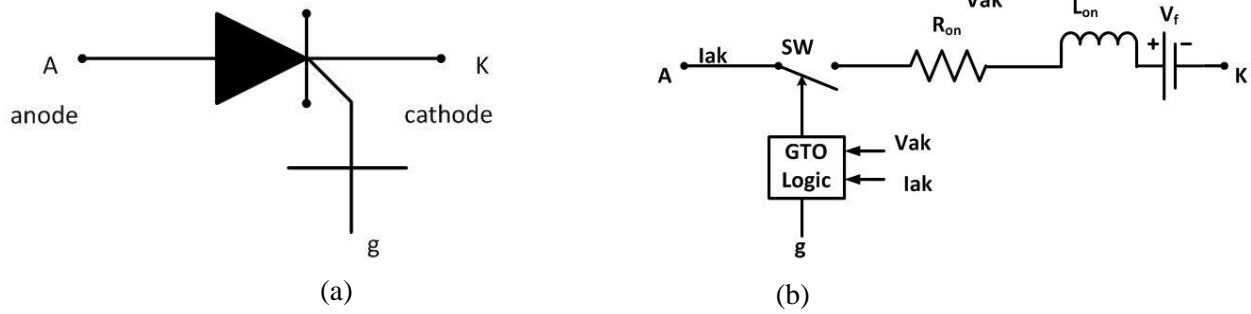 A
anode
K
cathode
g
(a)
Vak
Ron
Lon
Vf
+
-
A
Iak
SW
K
GTO
Logic
Vak
Iak
g
(b)